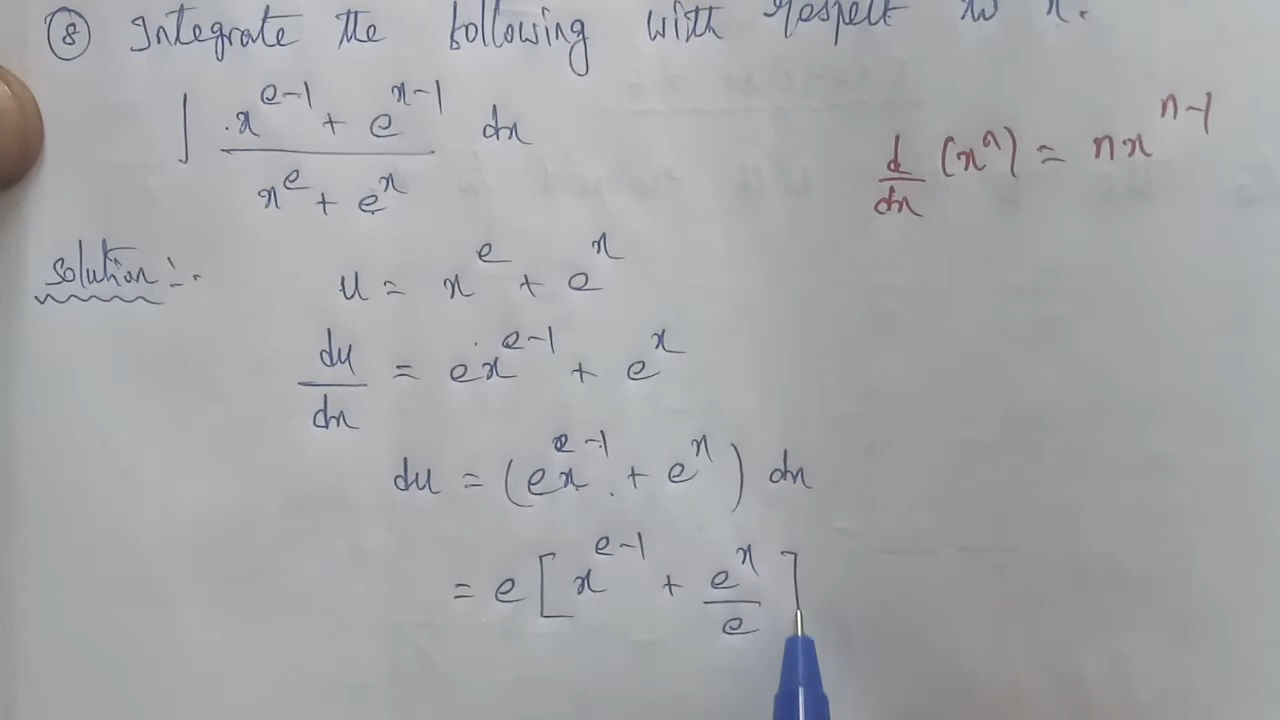 ⑧ Integrate the following with respect to x.
∫ (x^(e-1) + e^(x-1)) / (x^e + e^x) dx
d/dx (x^n) = nx^(n-1)
Solution:-
u = x^e + e^x
du/dx = ex^(e-1) + e^x
du = (ex^(e-1) + e^x) dx
= e[x^(e-1) + e^x/e]